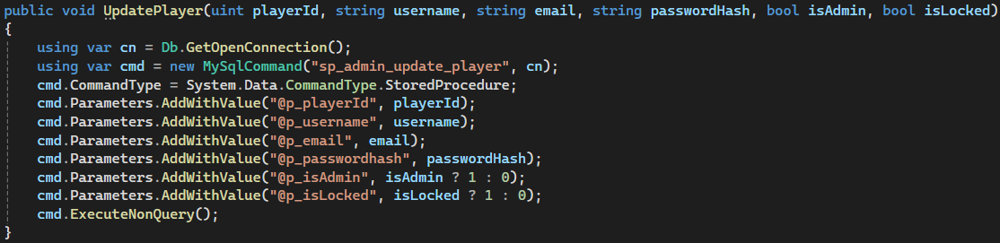 public void UpdatePlayer(uint playerId, string username, string email, string passwordHash, bool isAdmin, bool isLocked)
{
    using var cn = Db.GetOpenConnection();
    using var cmd = new MySqlCommand("sp_admin_update_player", cn);
    cmd.CommandType = System.Data.CommandType.StoredProcedure;
    cmd.Parameters.AddWithValue("@p_playerId", playerId);
    cmd.Parameters.AddWithValue("@p_username", username);
    cmd.Parameters.AddWithValue("@p_email", email);
    cmd.Parameters.AddWithValue("@p_passwordhash", passwordHash);
    cmd.Parameters.AddWithValue("@p_isAdmin", isAdmin ? 1 : 0);
    cmd.Parameters.AddWithValue("@p_isLocked", isLocked ? 1 : 0);
    cmd.ExecuteNonQuery();
}